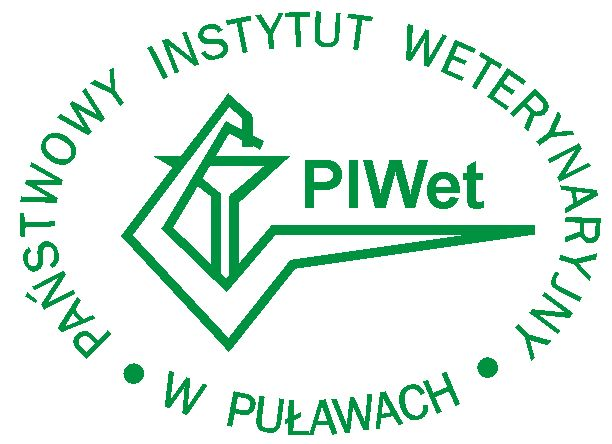 PAŃSTWOWY INSTYTUT WETERYNARYJNY
PIWet
• W PUŁAWACH •